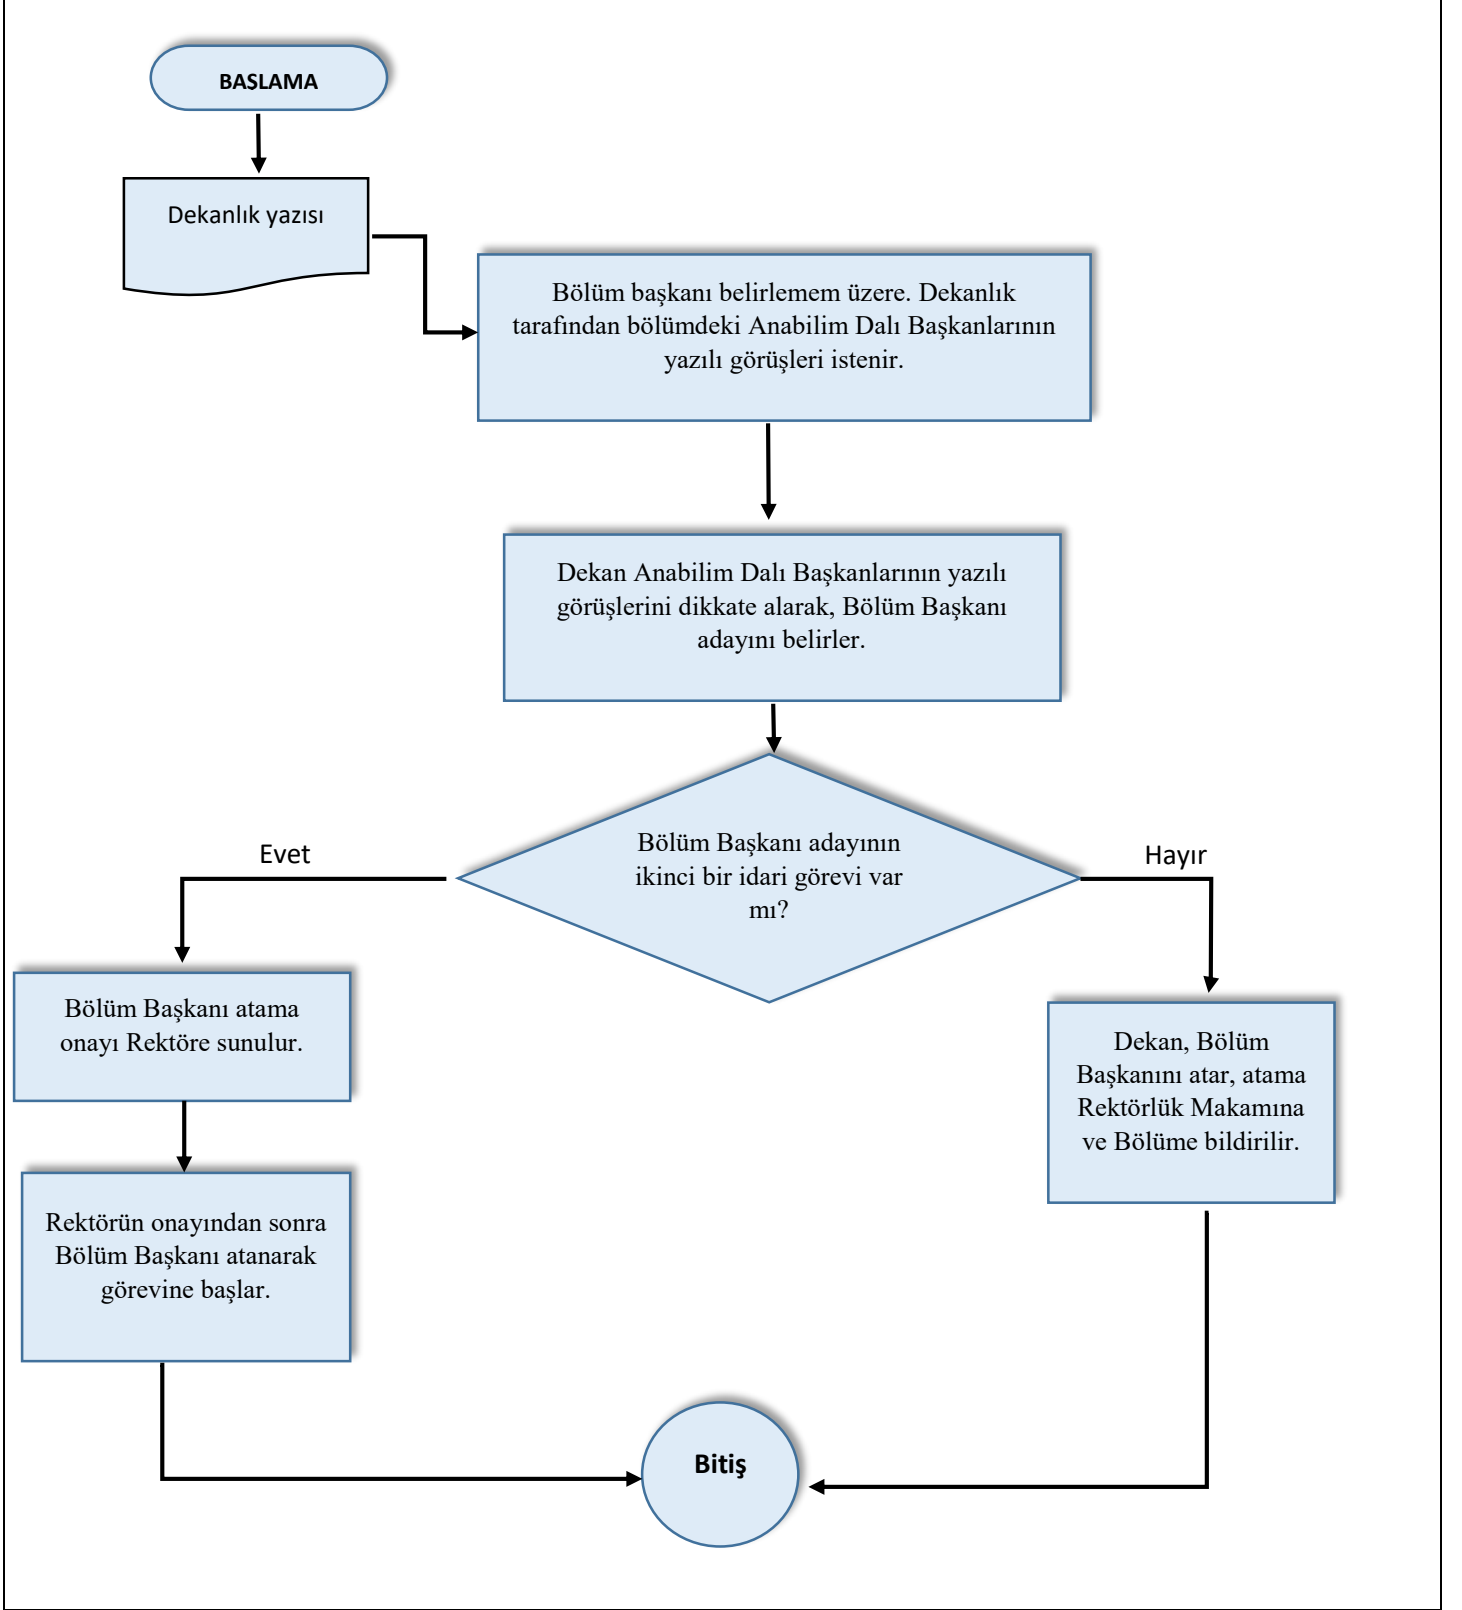 BASLAMA
Dekanlık yazısı
Bölüm başkanı belirlemem üzere. Dekanlık
tarafından bölümdeki Anabilim Dalı Başkanlarının
yazılı görüşleri istenir.
Dekan Anabilim Dalı Başkanlarının yazılı
görüşlerini dikkate alarak, Bölüm Başkanı
adayını belirler.
Bölüm Başkanı adayının
ikinci bir idari görevi var
mı?
Evet
Hayır
Bölüm Başkanı atama
onayı Rektöre sunulur.
Dekan, Bölüm
Başkanını atar, atama
Rektörlük Makamına
ve Bölüme bildirilir.
Rektörün onayından sonra
Bölüm Başkanı atanarak
görevine başlar.
Bitiş